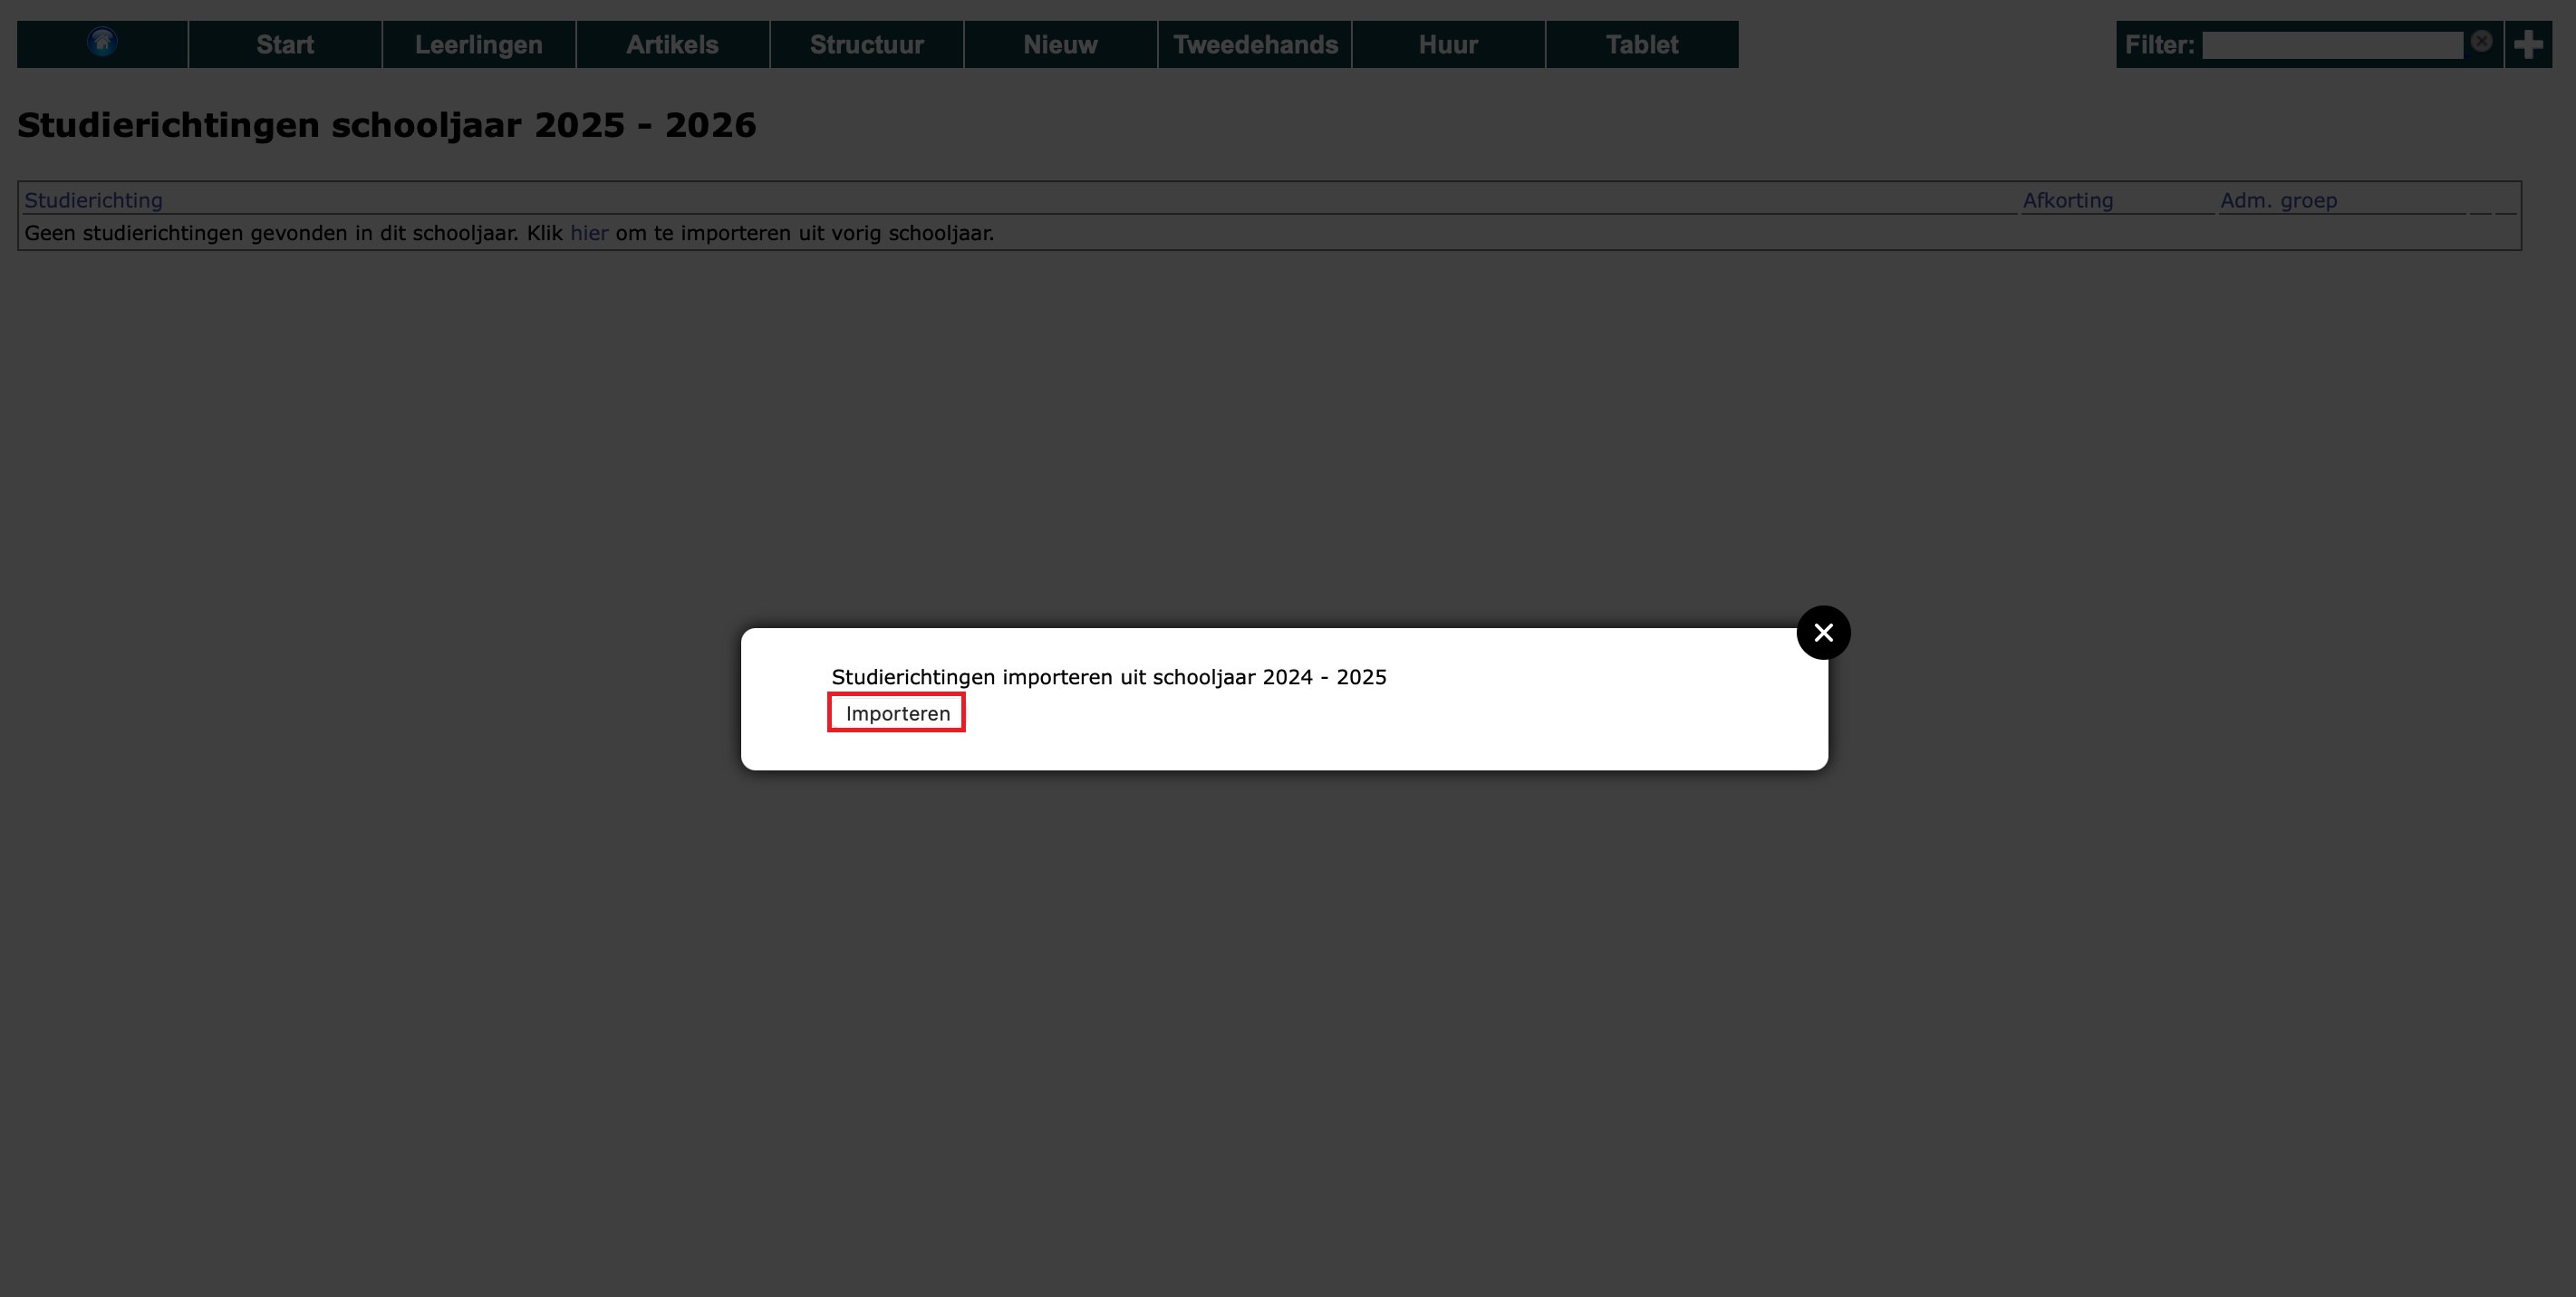 Start Leerlingen Artikels Structuur Nieuw Tweedehands Huur Tablet Filter:
Studierichtingen schooljaar 2025 - 2026
Studierichting Afkorting Adm. groep
Geen studierichtingen gevonden in dit schooljaar. Klik hier om te importeren uit vorig schooljaar.
Studierichtingen importeren uit schooljaar 2024 - 2025
Importeren